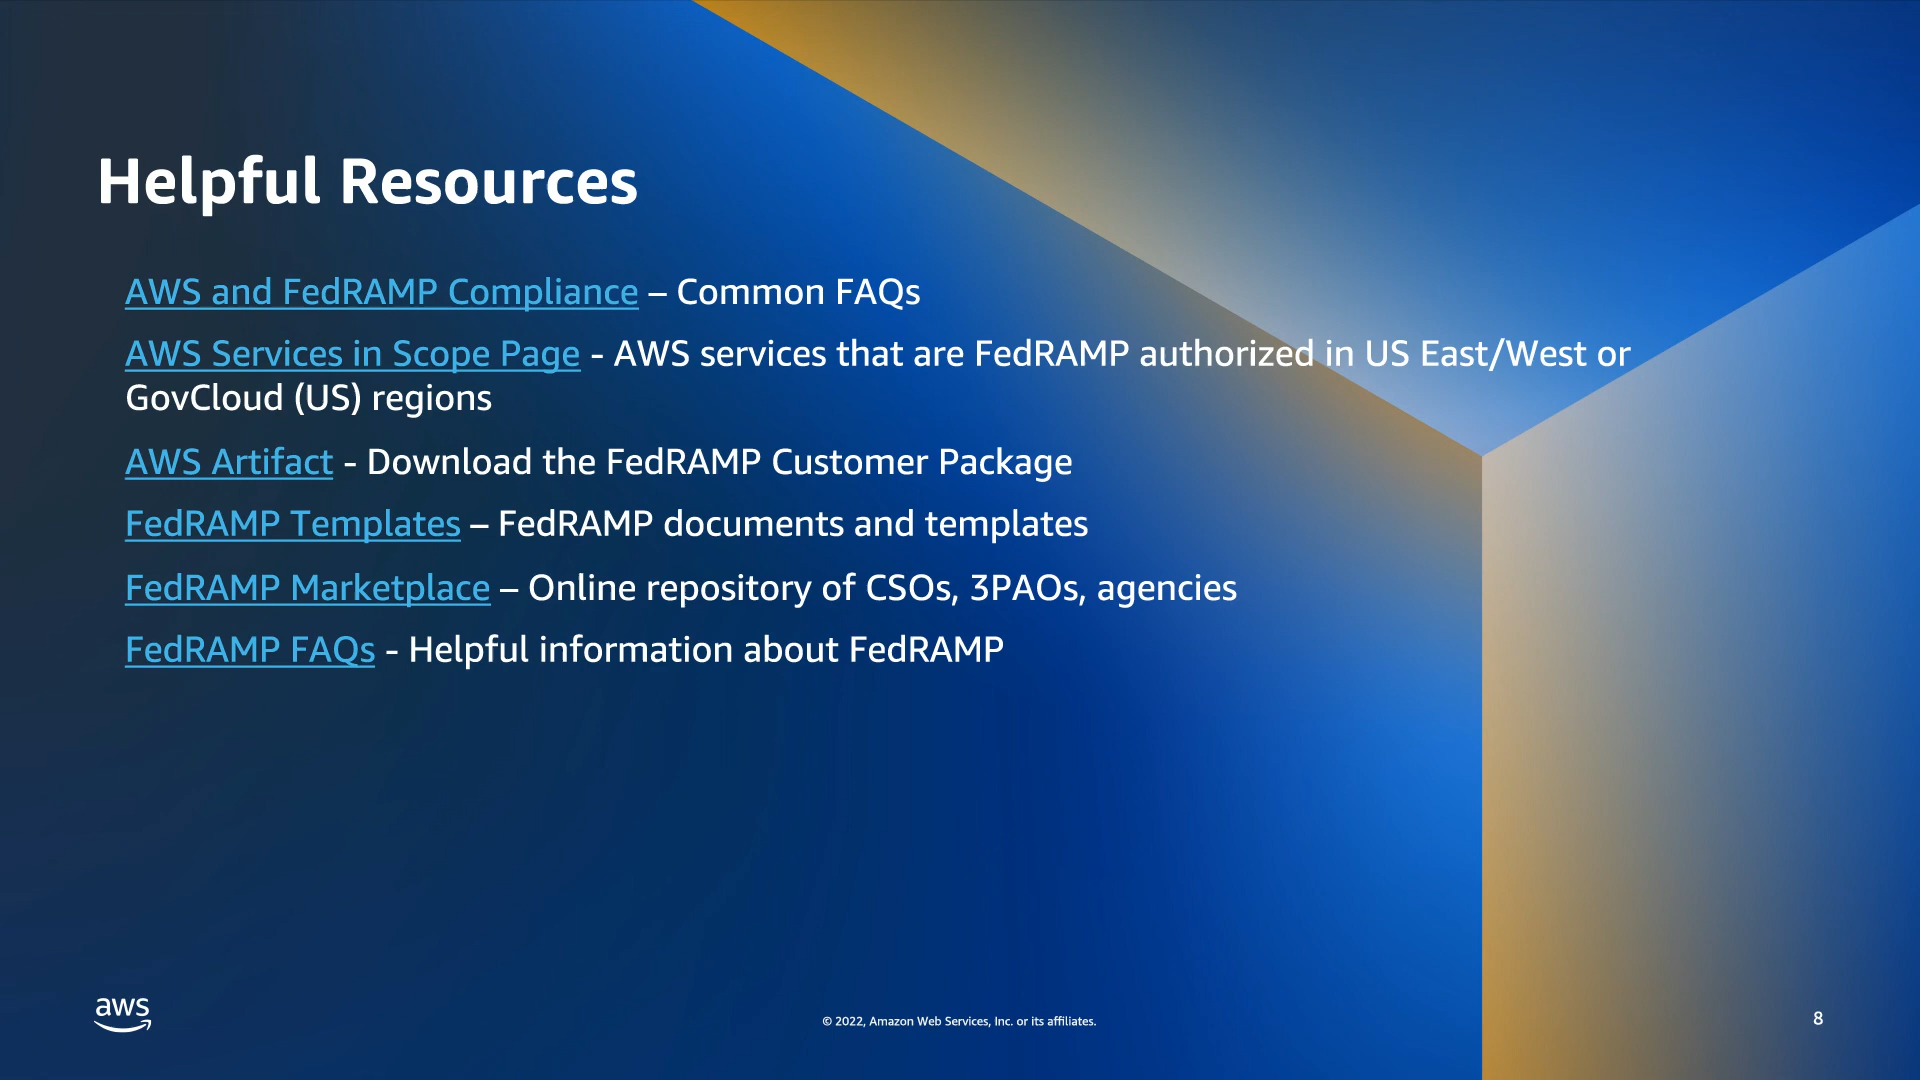 Helpful Resources
AWS and FedRAMP Compliance – Common FAQs
AWS Services in Scope Page - AWS services that are FedRAMP authorized in US East/West or
GovCloud (US) regions
AWS Artifact - Download the FedRAMP Customer Package
FedRAMP Templates – FedRAMP documents and templates
FedRAMP Marketplace – Online repository of CSOs, 3PAOs, agencies
FedRAMP FAQs - Helpful information about FedRAMP
aws
© 2022, Amazon Web Services, Inc. or its affiliates.
8